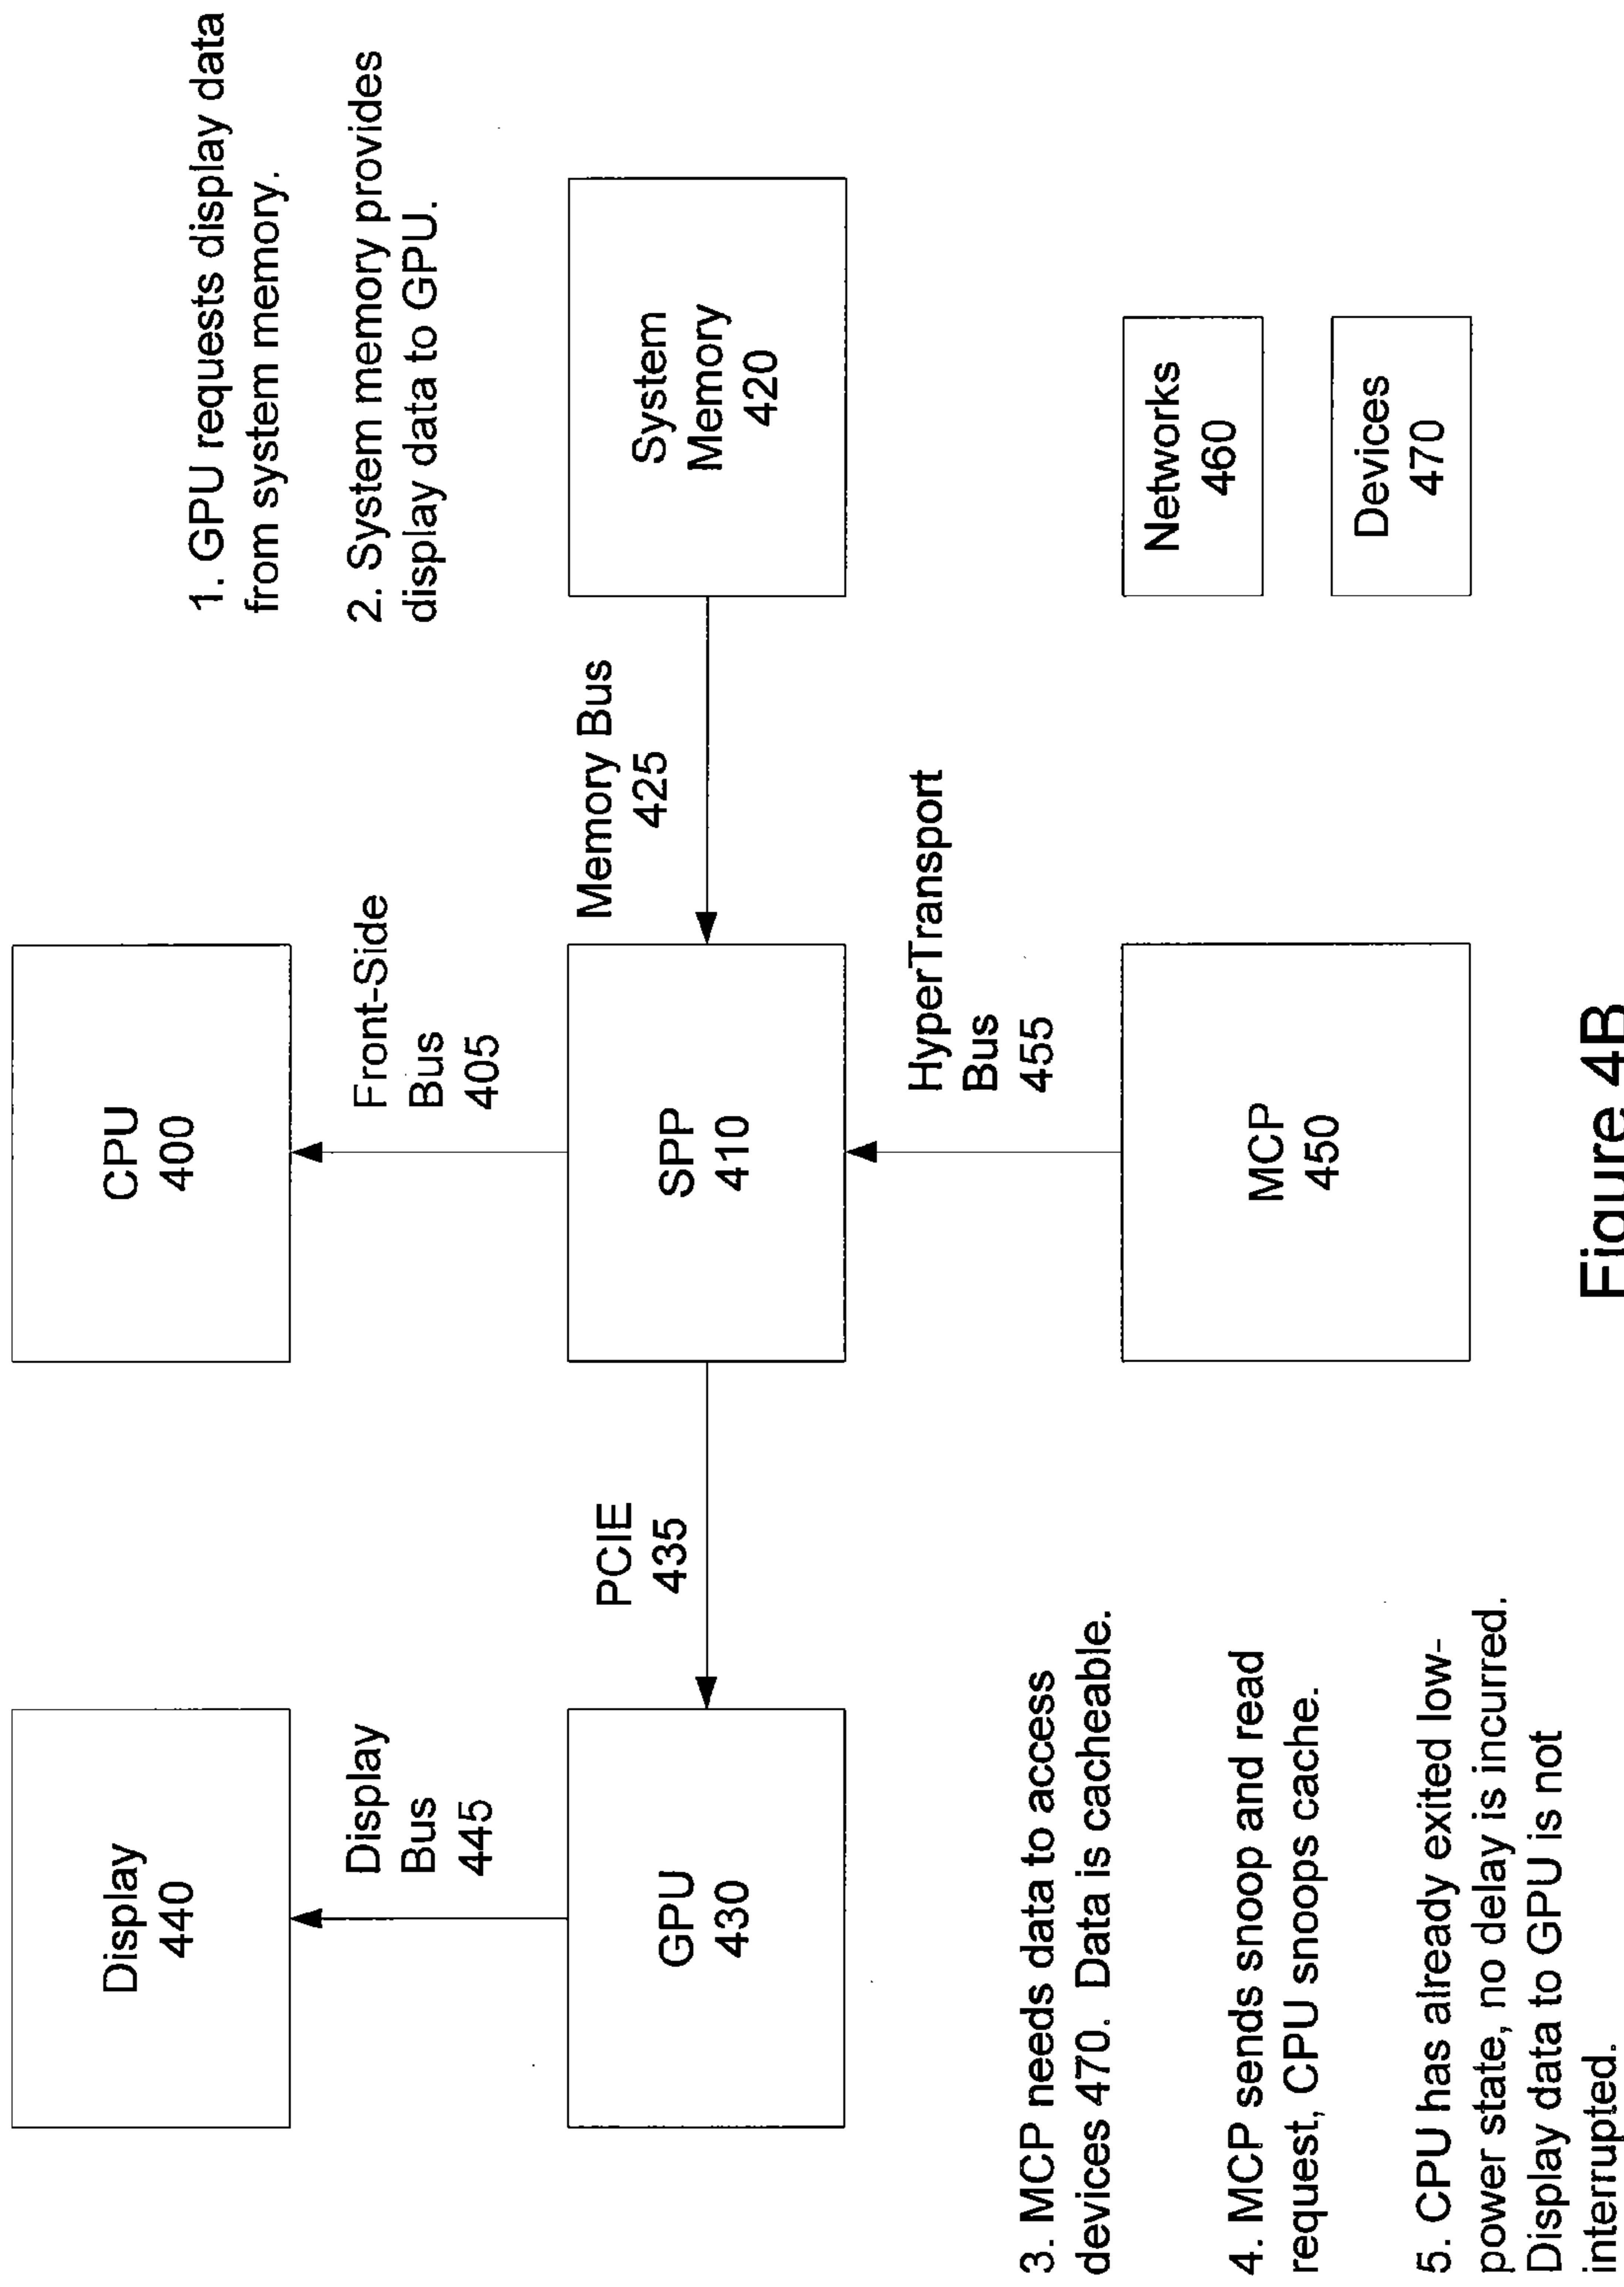 Display
440
CPU
400
1. GPU requests display data
from system memory.
2. System memory provides
display data to GPU.
Display
Bus
445
Front-Side
Bus
405
GPU
430
PCIE
435
SPP
410
Memory Bus
425
System
Memory
420
HyperTransport
Bus
455
3. MCP needs data to access
devices 470. Data is cacheable.
4. MCP sends snoop and read
request, CPU snoops cache.
5. CPU has already exited low-
power state, no delay is incurred.
Display data to GPU is not
interrupted.
MCP
450
Networks
460
Devices
470
Figure 4B